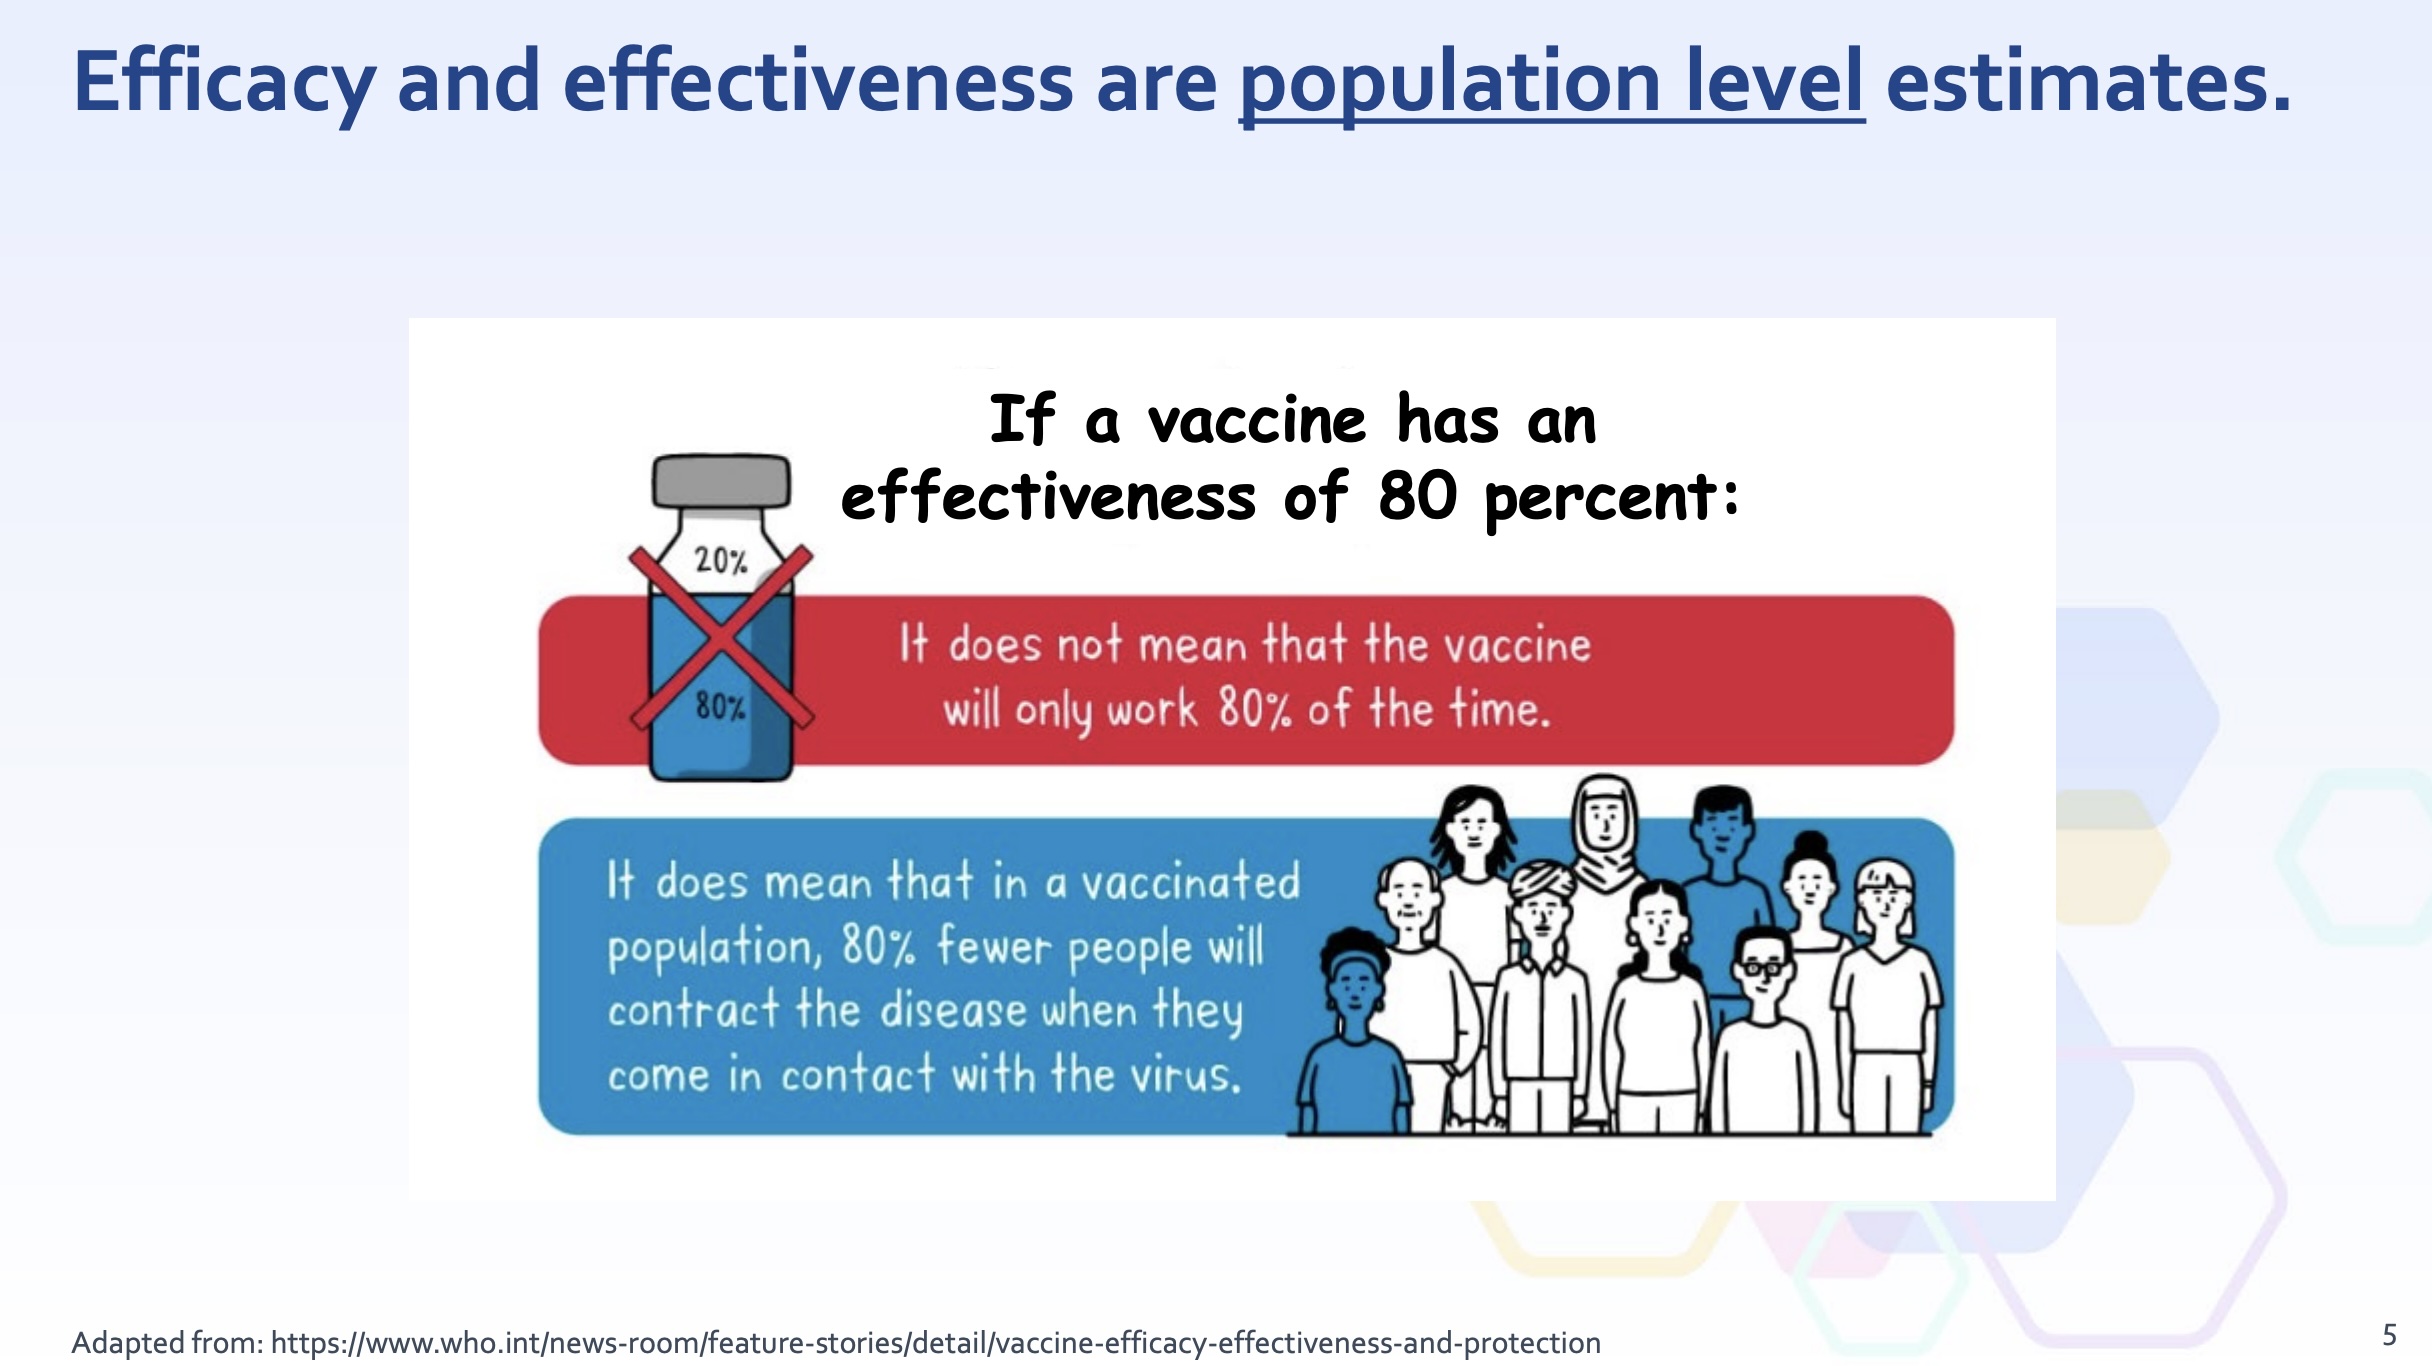 Efficacy and effectiveness are population level estimates.
If a vaccine has an
effectiveness of 80 percent:
20%
80%
It does not mean that the vaccine
will only work 80% of the time.
It does mean that in a vaccinated
population, 80% fewer people will
contract the disease when they
come in contact with the virus.
Adapted from: https://www.who.int/news-room/feature-stories/detail/vaccine-efficacy-effectiveness-and-protection
5